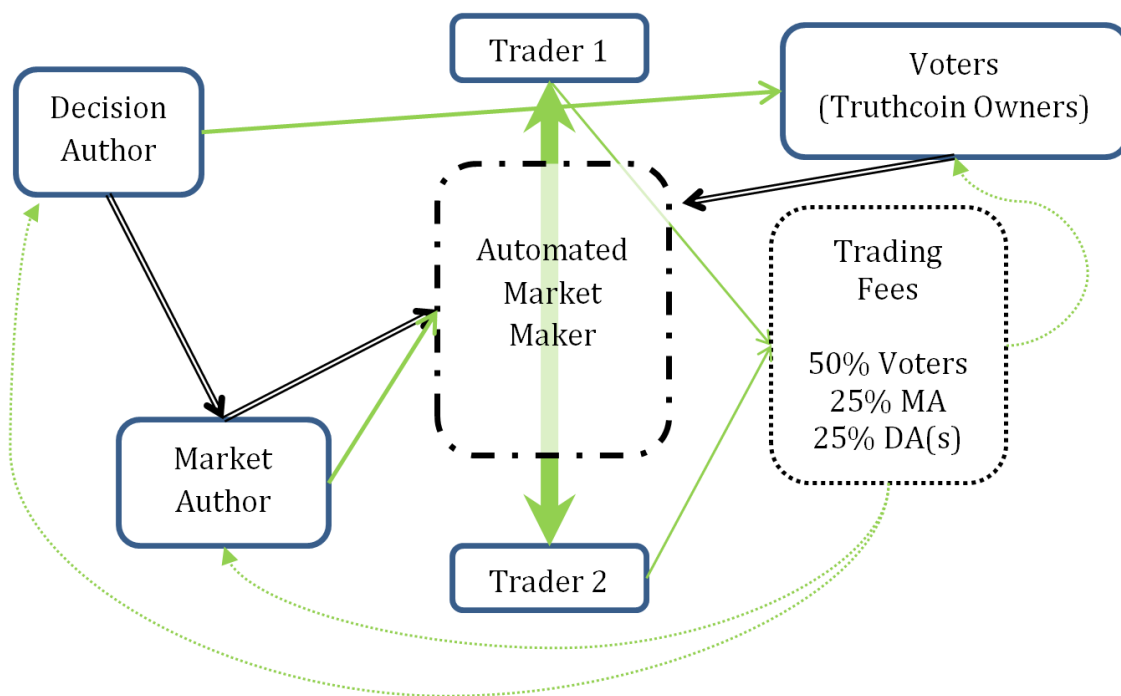 Trader 1
Decision
Author
Voters
(Truthcoin Owners)
Automated
Market
Maker
Trading
Fees
50% Voters
25% MA
25% DA(s)
Market
Author
Trader 2